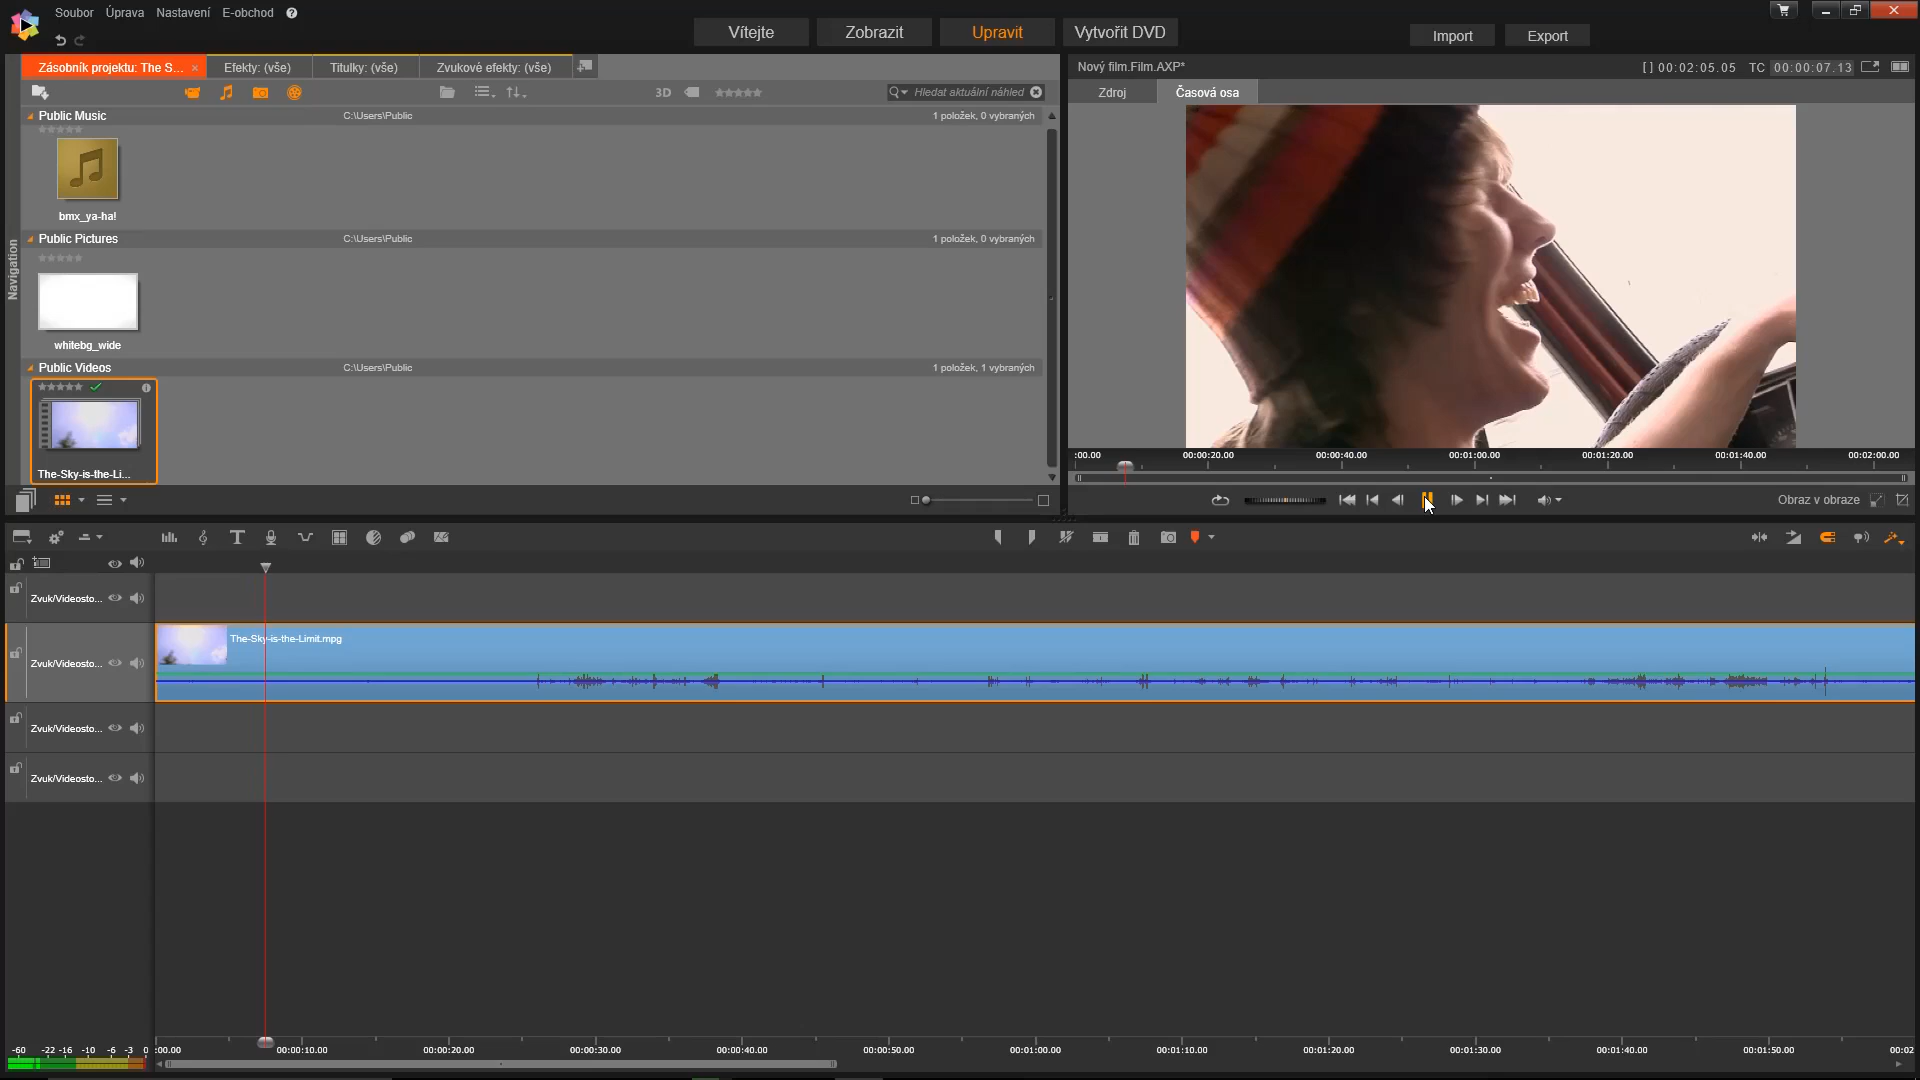 Soubor Úprava Nastavení E-obchod ?
Vítejte Zobrazit Upravit Vytvořit DVD
Import Export
Zásobník projektu: The S... × Efekty: (vše) Titulky: (vše) Zvukové efekty: (vše)
Nový film.Film.AXP* [ ] 00:02:05.05 TC 00:00:07.13
3D Hledat aktuální náhled
Zdroj Časová osa
Public Music C:\Users\Public 1 položek, 0 vybraných
bmx_ya-ha!
Public Pictures C:\Users\Public 1 položek, 0 vybraných
whitebg_wide
Public Videos C:\Users\Public 1 položek, 1 vybraných
The-Sky-is-the-Li...
Navigation
:00.00 00:00:20.00 00:00:40.00 00:01:00.00 00:01:20.00 00:01:40.00 00:02:00.00
Obraz v obraze
Zvuk/Videosto...
Zvuk/Videosto... The-Sky-is-the-Limit.mpg
Zvuk/Videosto...
Zvuk/Videosto...
-60 -22 -16 -10 -6 -3 0
:00.00 00:00:10.00 00:00:20.00 00:00:30.00 00:00:40.00 00:00:50.00 00:01:00.00 00:01:10.00 00:01:20.00 00:01:30.00 00:01:40.00 00:01:50.00 00:02